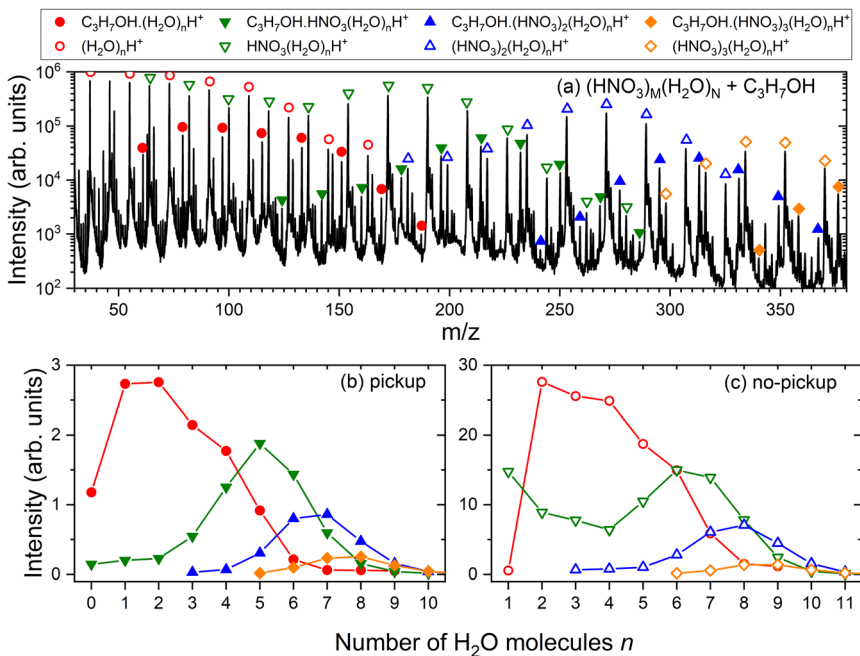 C₃H₇OH.(H₂O)ₙH⁺ C₃H₇OH.HNO₃(H₂O)ₙH⁺ C₃H₇OH.(HNO₃)₂(H₂O)ₙH⁺ C₃H₇OH.(HNO₃)₃(H₂O)ₙH⁺
(H₂O)ₙH⁺ HNO₃(H₂O)ₙH⁺ (HNO₃)₂(H₂O)ₙH⁺ (HNO₃)₃(H₂O)ₙH⁺
(a) (HNO₃)M(H₂O)N + C₃H₇OH
Intensity (arb. units)
10⁶
10⁵
10⁴
10³
10²
50 100 150 200 250 300 350
m/z
(b) pickup
Intensity (arb. units)
3
2
1
0
0 1 2 3 4 5 6 7 8 9 10
(c) no-pickup
30
20
10
0
1 2 3 4 5 6 7 8 9 10 11
Number of H₂O molecules n